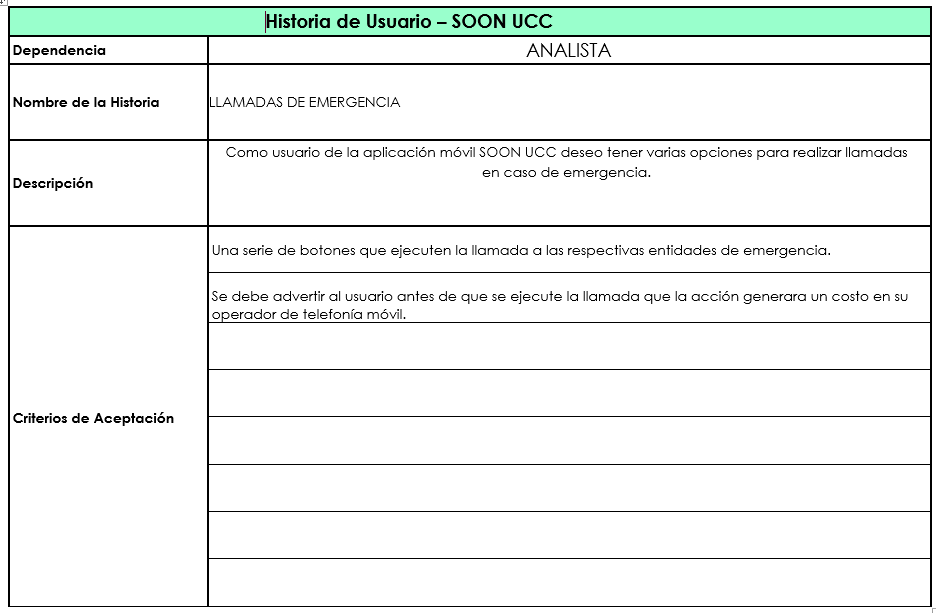 Historia de Usuario – SOON UCC
Dependencia
ANALISTA
Nombre de la Historia
LLAMADAS DE EMERGENCIA
Descripción
Como usuario de la aplicación móvil SOON UCC deseo tener varias opciones para realizar llamadas
en caso de emergencia.
Criterios de Aceptación
Una serie de botones que ejecuten la llamada a las respectivas entidades de emergencia.
Se debe advertir al usuario antes de que se ejecute la llamada que la acción generara un costo en su
operador de telefonía móvil.